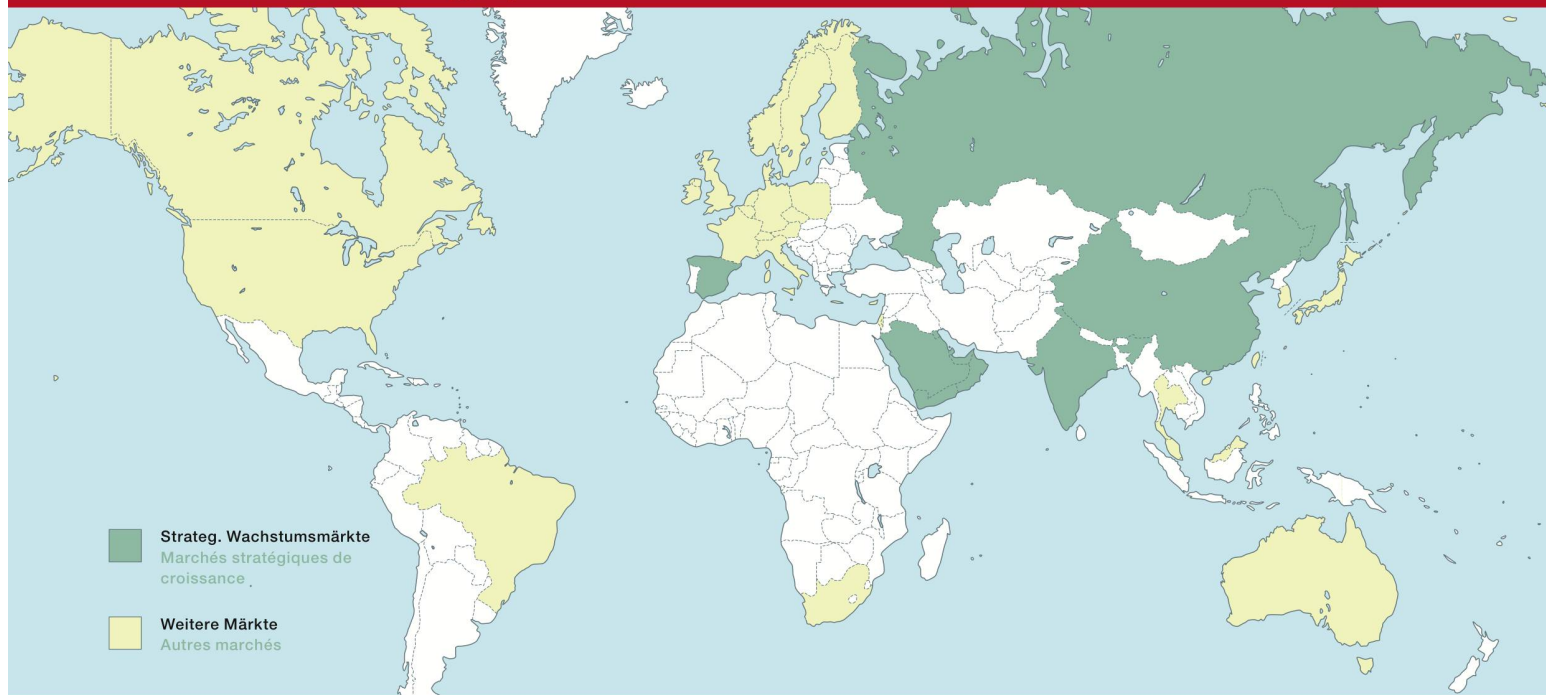 Strateg. Wachstumsmärkte
Marchés stratégiques de
croissance .
Weitere Märkte
Autres marchés